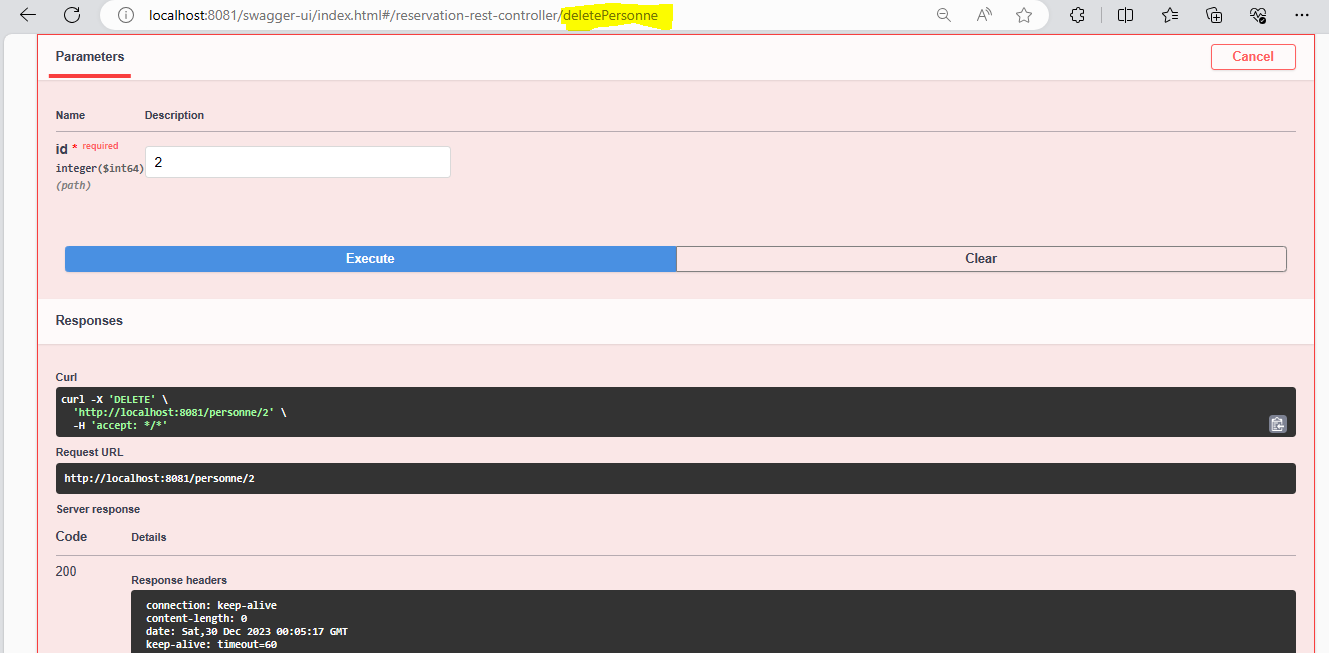 localhost:8081/swagger-ui/index.html#/reservation-rest-controller/deletePersonne
Parameters
Cancel
Name Description
id * required
integer($int64)
(path)
2
Execute Clear
Responses
Curl
curl -X 'DELETE' \
'http://localhost:8081/personne/2' \
-H 'accept: */*'
Request URL
http://localhost:8081/personne/2
Server response
Code Details
200
Response headers
connection: keep-alive
content-length: 0
date: Sat,30 Dec 2023 00:05:17 GMT
keep-alive: timeout=60